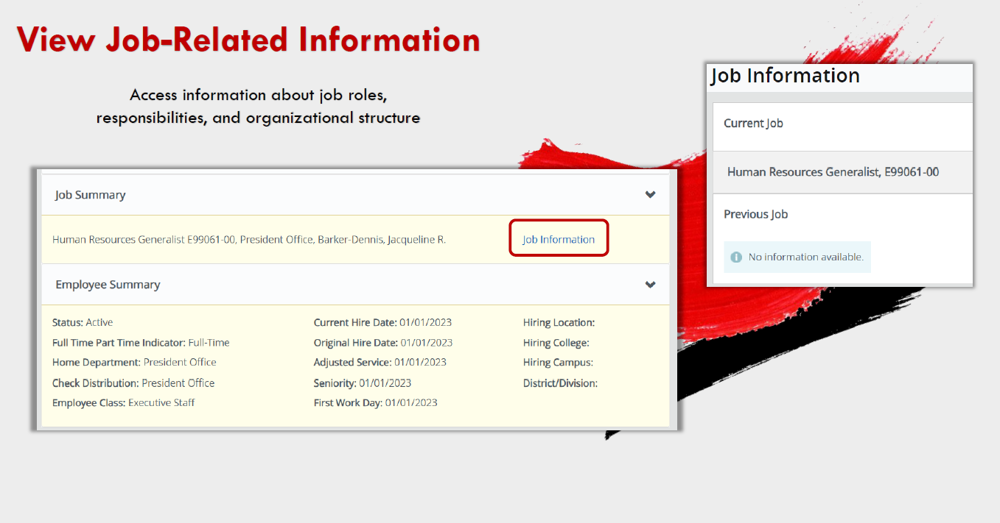 View Job-Related Information
Access information about job roles,
responsibilities, and organizational structure
Job Summary
Human Resources Generalist E99061-00, President Office, Barker-Dennis, Jacqueline R.
Job Information
Employee Summary
Status: Active
Full Time Part Time Indicator: Full-Time
Home Department: President Office
Check Distribution: President Office
Employee Class: Executive Staff
Current Hire Date: 01/01/2023
Original Hire Date: 01/01/2023
Adjusted Service: 01/01/2023
Seniority: 01/01/2023
First Work Day: 01/01/2023
Hiring Location:
Hiring College:
Hiring Campus:
District/Division:
Job Information
Current Job
Human Resources Generalist, E99061-00
Previous Job
No information available.